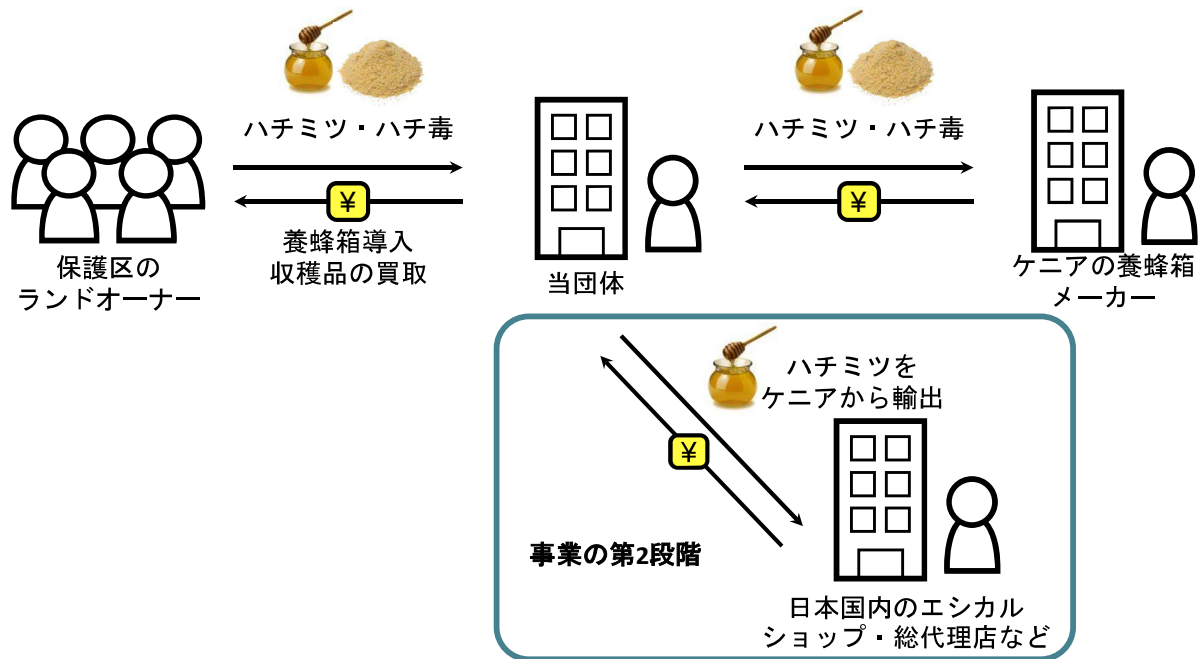 ハチミツ・ハチ毒
ハチミツ・ハチ毒
¥
¥
養蜂箱導入
収穫品の買取
保護区の
ランドオーナー
当団体
ケニアの養蜂箱
メーカー
ハチミツを
ケニアから輸出
¥
事業の第2段階
日本国内のエシカル
ショップ・総代理店など